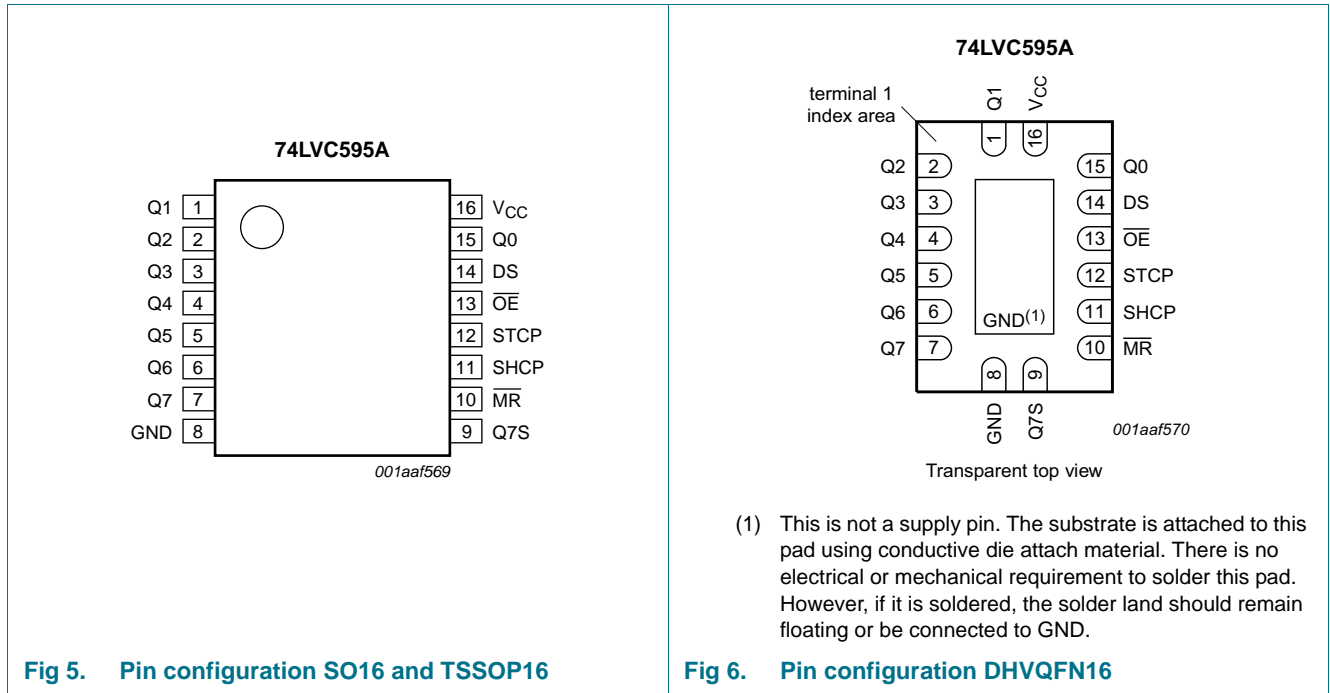 74LVC595A
Q1 1
Q2 2
Q3 3
Q4 4
Q5 5
Q6 6
Q7 7
GND 8
16 VCC
15 Q0
14 DS
13 OE
12 STCP
11 SHCP
10 MR
9 Q7S
001aaf569
Fig 5. Pin configuration SO16 and TSSOP16
74LVC595A
terminal 1
index area
Q1
VCC
1
16
Q2 2
Q3 3
Q4 4
Q5 5
Q6 6
Q7 7
15 Q0
14 DS
13 OE
12 STCP
11 SHCP
10 MR
GND(1)
8
9
GND
Q7S
001aaf570
Transparent top view
(1) This is not a supply pin. The substrate is attached to this
pad using conductive die attach material. There is no
electrical or mechanical requirement to solder this pad.
However, if it is soldered, the solder land should remain
floating or be connected to GND.
Fig 6. Pin configuration DHVQFN16